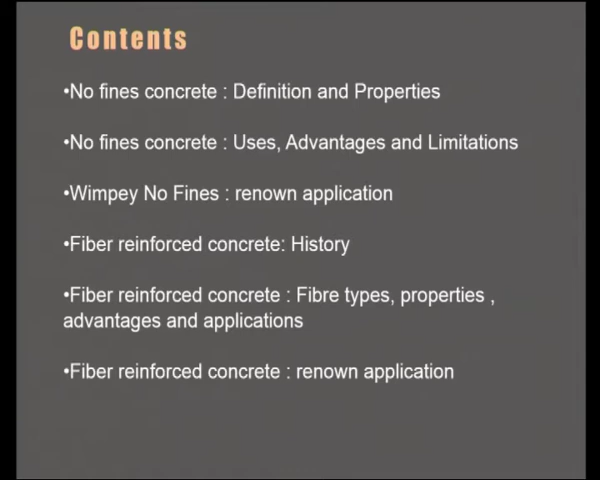 Contents
•No fines concrete : Definition and Properties
•No fines concrete : Uses, Advantages and Limitations
•Wimpey No Fines : renown application
•Fiber reinforced concrete: History
•Fiber reinforced concrete : Fibre types, properties ,
advantages and applications
•Fiber reinforced concrete : renown application